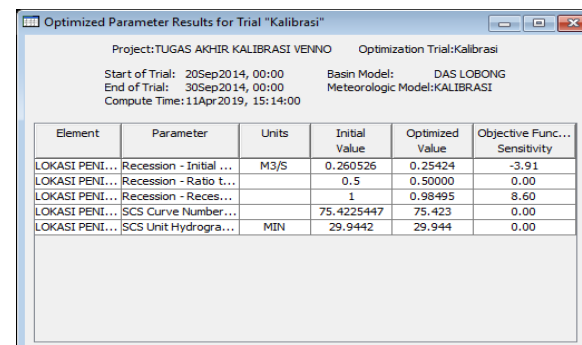 Optimized Parameter Results for Trial "Kalibrasi"
Project:TUGAS AKHIR KALIBRASI VENNO Optimization Trial:Kalibrasi
Start of Trial: 20Sep2014, 00:00 Basin Model: DAS LOBONG
End of Trial: 30Sep2014, 00:00 Meteorologic Model:KALIBRASI
Compute Time:11Apr2019, 15:14:00
Element Parameter Units Initial Value Optimized Value Objective Func... Sensitivity
LOKASI PENI... Recession - Initial ... M3/S 0.260526 0.25424 -3.91
LOKASI PENI... Recession - Ratio t... 0.5 0.50000 0.00
LOKASI PENI... Recession - Reces... 1 0.98495 8.60
LOKASI PENI... SCS Curve Number... 75.4225447 75.423 0.00
LOKASI PENI... SCS Unit Hydrogra... MIN 29.9442 29.944 0.00